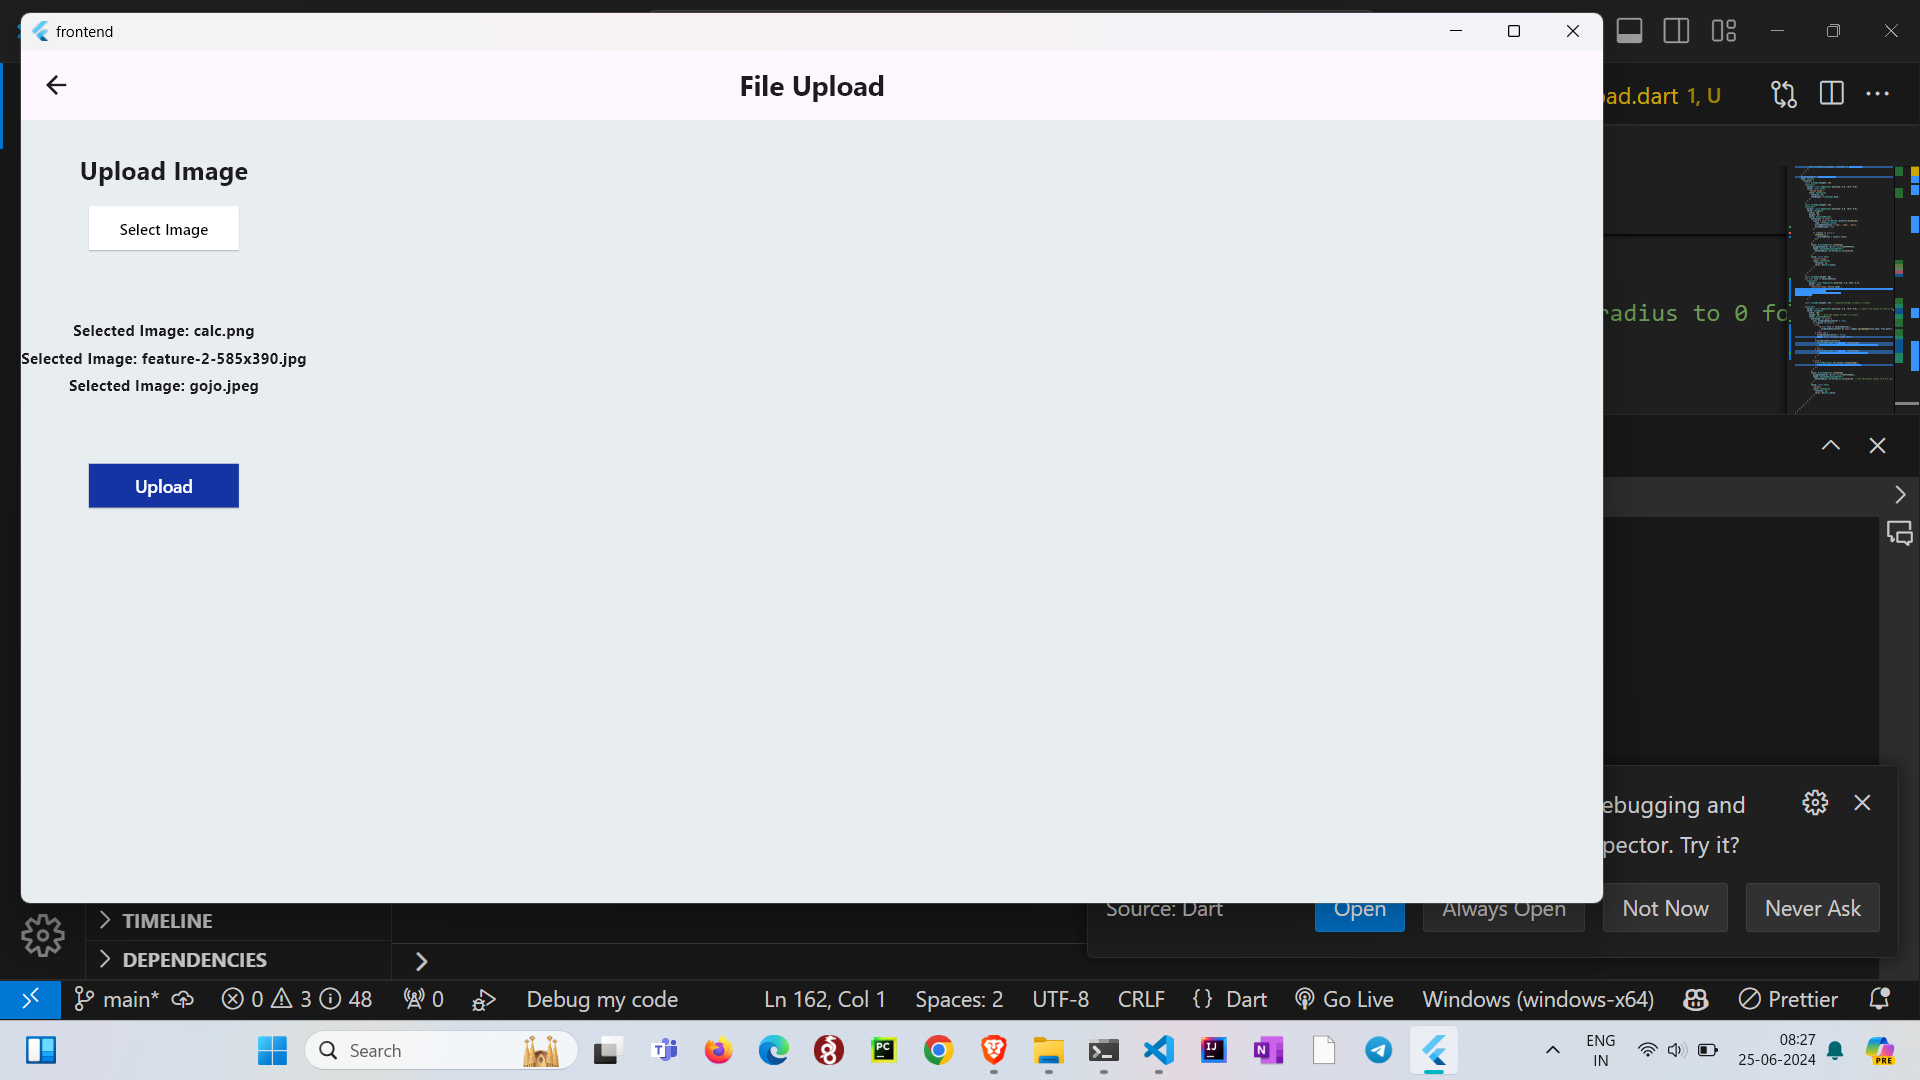 frontend
File Upload
oad.dart 1, U
Upload Image
Select Image
radius to 0 fo
Selected Image: calc.png
Selected Image: feature-2-585x390.jpg
Selected Image: gojo.jpeg
Upload
ebugging and
pector. Try it?
Source: Dart
Open
Always Open
Not Now
Never Ask
TIMELINE
DEPENDENCIES
main*
0 3 48
0
Debug my code
Ln 162, Col 1
Spaces: 2
UTF-8
CRLF
{} Dart
Go Live
Windows (windows-x64)
Prettier
Search
ENG
IN
08:27
25-06-2024
PRE